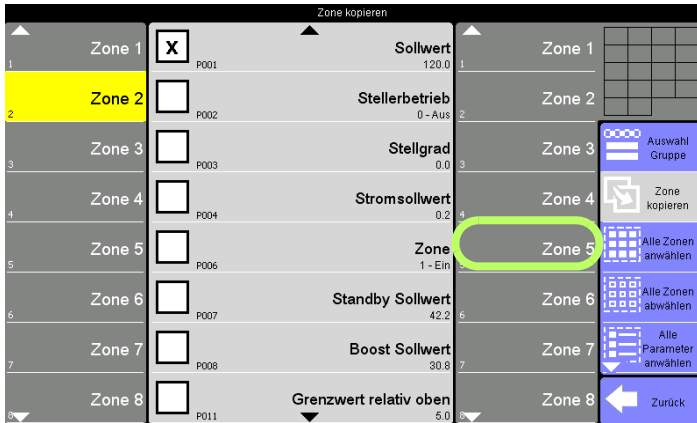 Zone kopieren
Zone 1
1
Zone 2
2
Zone 3
3
Zone 4
4
Zone 5
5
Zone 6
6
Zone 7
7
Zone 8
8
X
P001
Sollwert
120.0
P002
Stellerbetrieb
0 - Aus
P003
Stellgrad
0.0
P004
Stromsollwert
0.2
P006
Zone
1 - Ein
P007
Standby Sollwert
42.2
P008
Boost Sollwert
30.8
P011
Grenzwert relativ oben
5.0
Zone 1
1
Zone 2
2
Zone 3
3
Zone 4
4
Zone 5
Zone 6
6
Zone 7
7
Zone 8
8
Auswahl
Gruppe
Zone
kopieren
Alle Zonen
anwählen
Alle Zonen
abwählen
Alle
Parameter
anwählen
Zurück